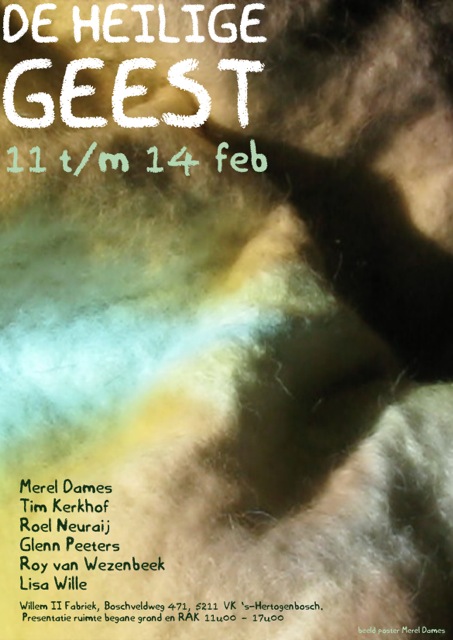 DE HEILIGE
GEEST
11 t/m 14 feb
Merel Dames
Tim Kerkhof
Roel Neuraij
Glenn Peeters
Roy van Wezenbeek
Lisa Wille
Willem II Fabriek, Boschveldweg 471, 5211 VK 's-Hertogenbosch.
Presentatie ruimte begane grond en RAK 11u00 - 17u00
beeld poster Merel Dames